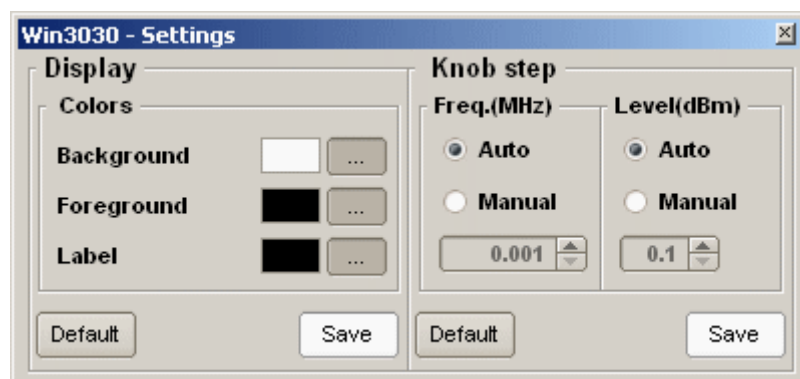 Win3030 - Settings
Display
Knob step
Colors
Freq.(MHz)
Level(dBm)
Background
...
Auto
Auto
Foreground
...
Manual
Manual
Label
...
0.001
0.1
Default
Save
Default
Save